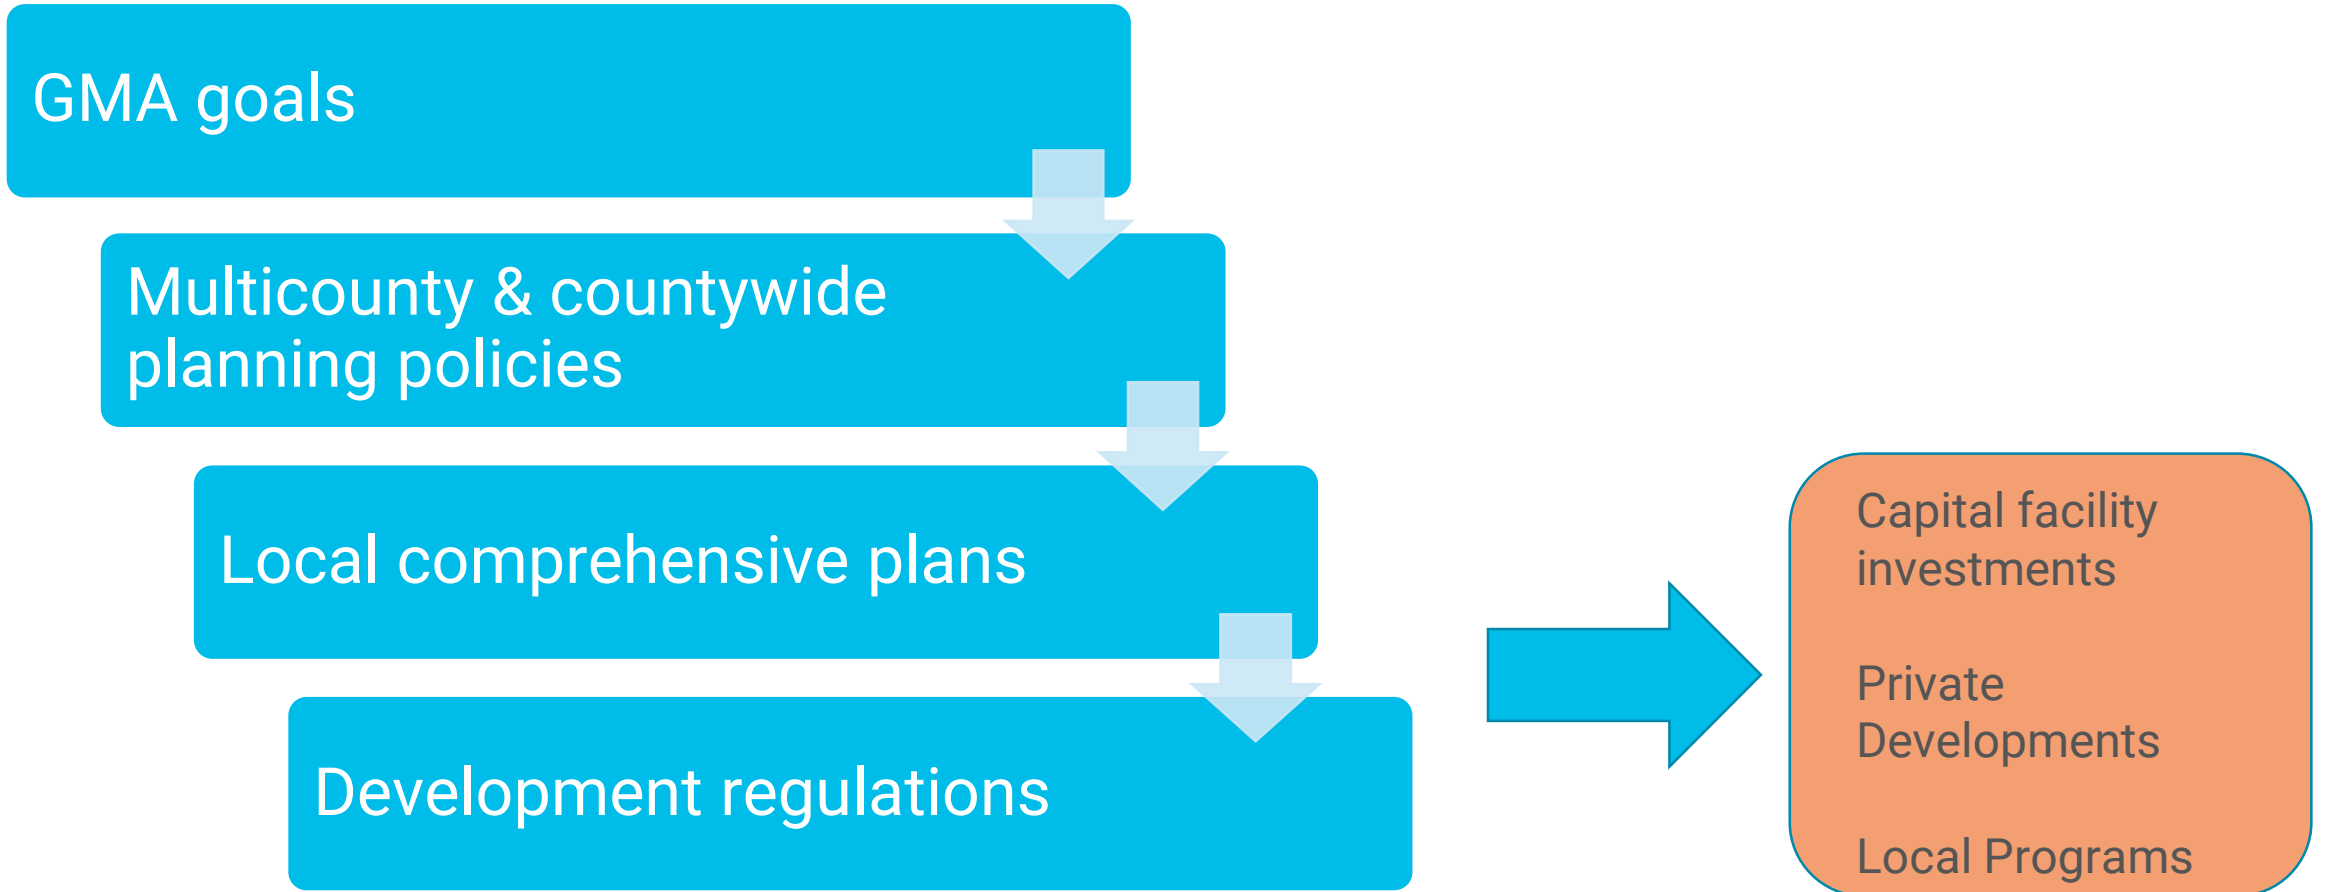 GMA goals
Multicounty & countywide
planning policies
Local comprehensive plans
Development regulations
Capital facility
investments
Private
Developments
Local Programs